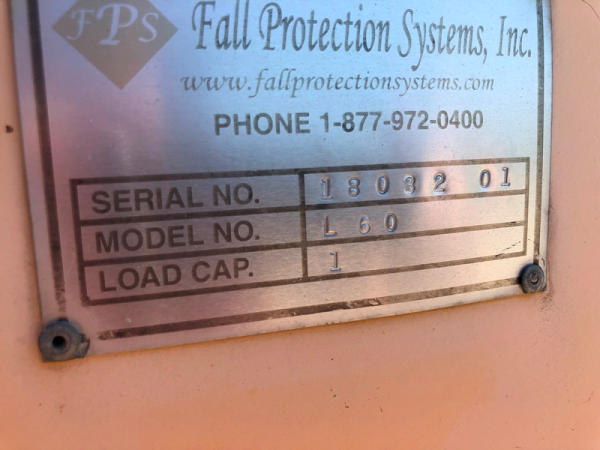 FPS Fall Protection Systems, Inc.
www.fallprotectionsystems.com
PHONE 1-877-972-0400
SERIAL NO. 18032 01
MODEL NO. L 60
LOAD CAP. 1